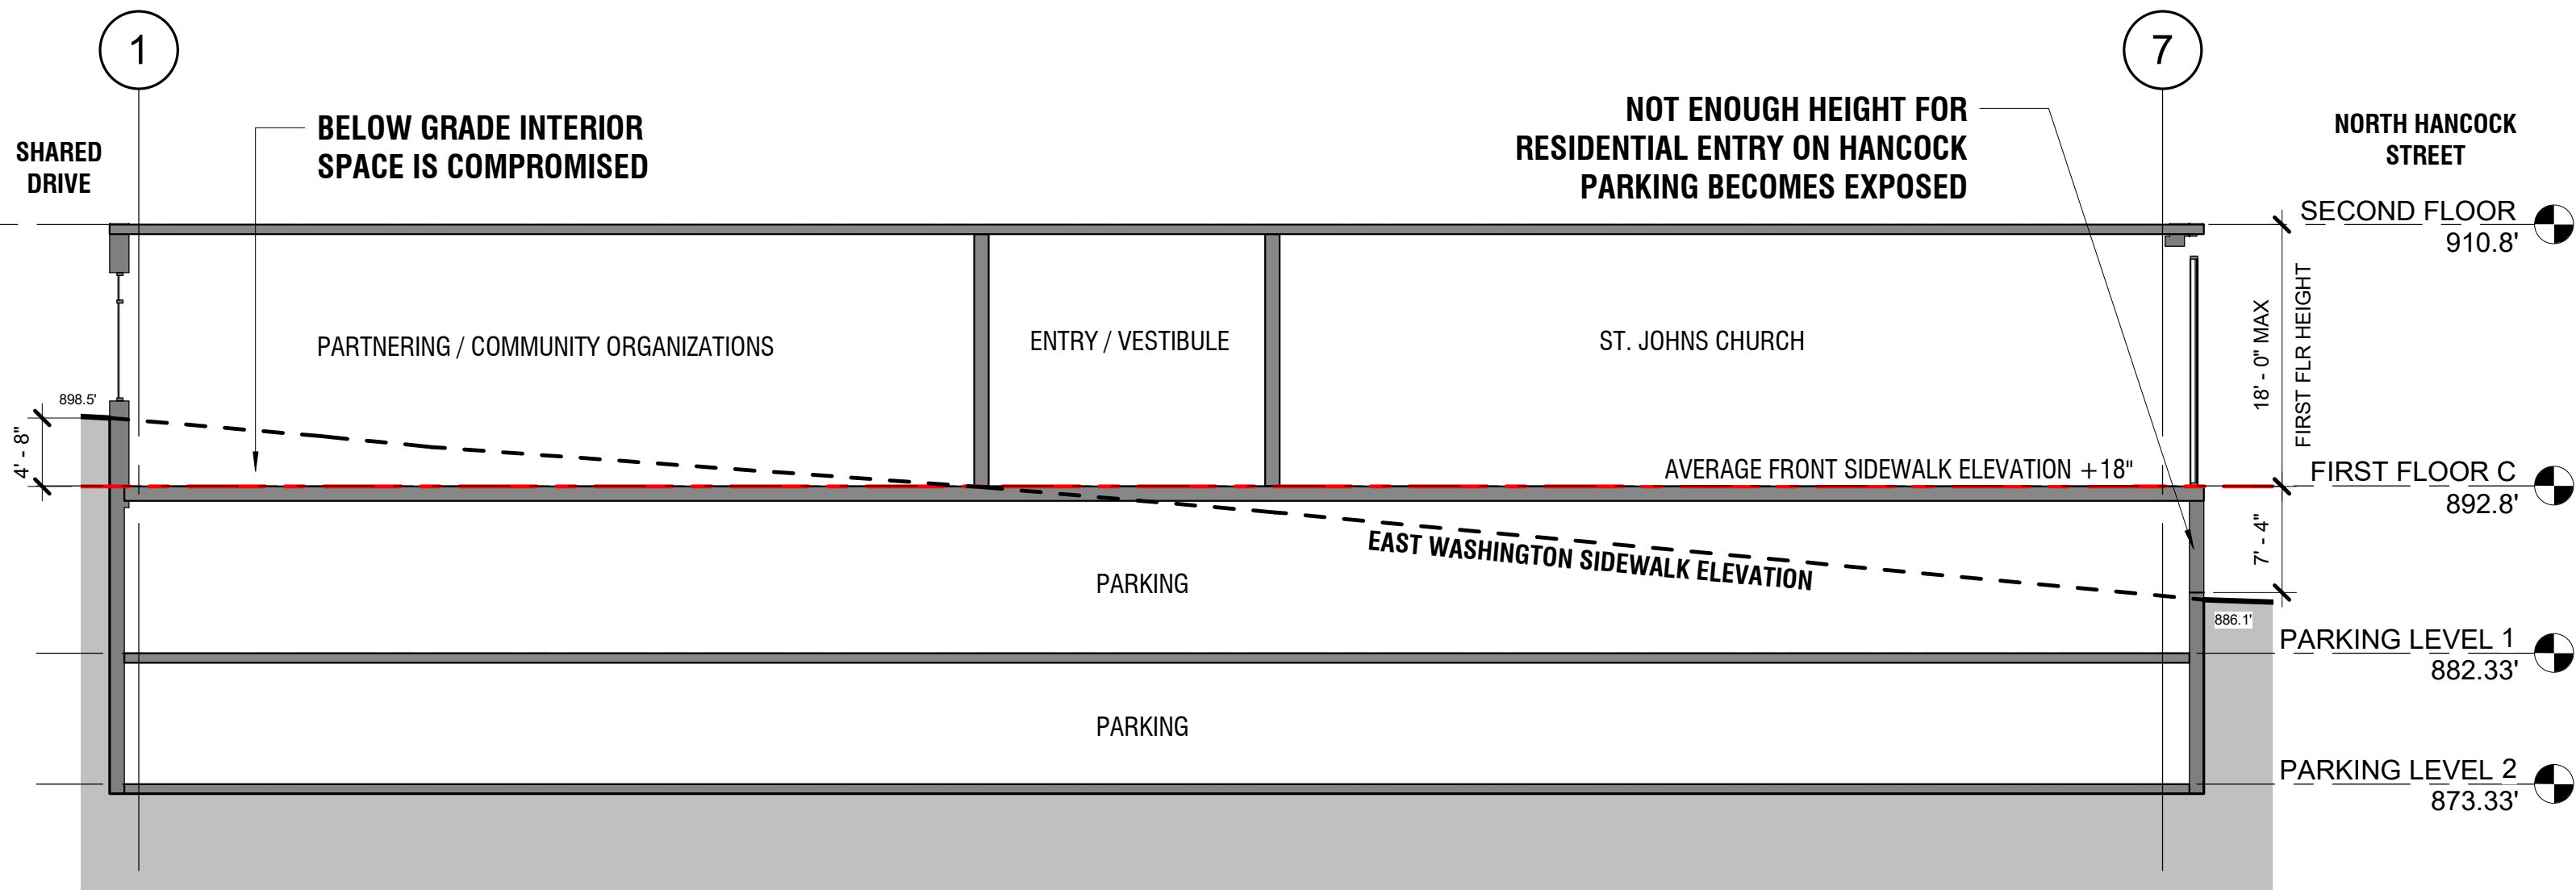 1
7
BELOW GRADE INTERIOR
SPACE IS COMPROMISED
NOT ENOUGH HEIGHT FOR
RESIDENTIAL ENTRY ON HANCOCK
PARKING BECOMES EXPOSED
SHARED
DRIVE
NORTH HANCOCK
STREET
SECOND FLOOR
910.8'
PARTNERING / COMMUNITY ORGANIZATIONS
ENTRY / VESTIBULE
ST. JOHNS CHURCH
18' - 0" MAX
FIRST FLR HEIGHT
898.5'
4' - 8"
AVERAGE FRONT SIDEWALK ELEVATION +18"
FIRST FLOOR C
892.8'
7' - 4"
EAST WASHINGTON SIDEWALK ELEVATION
PARKING
886.1'
PARKING LEVEL 1
882.33'
PARKING
PARKING LEVEL 2
873.33'